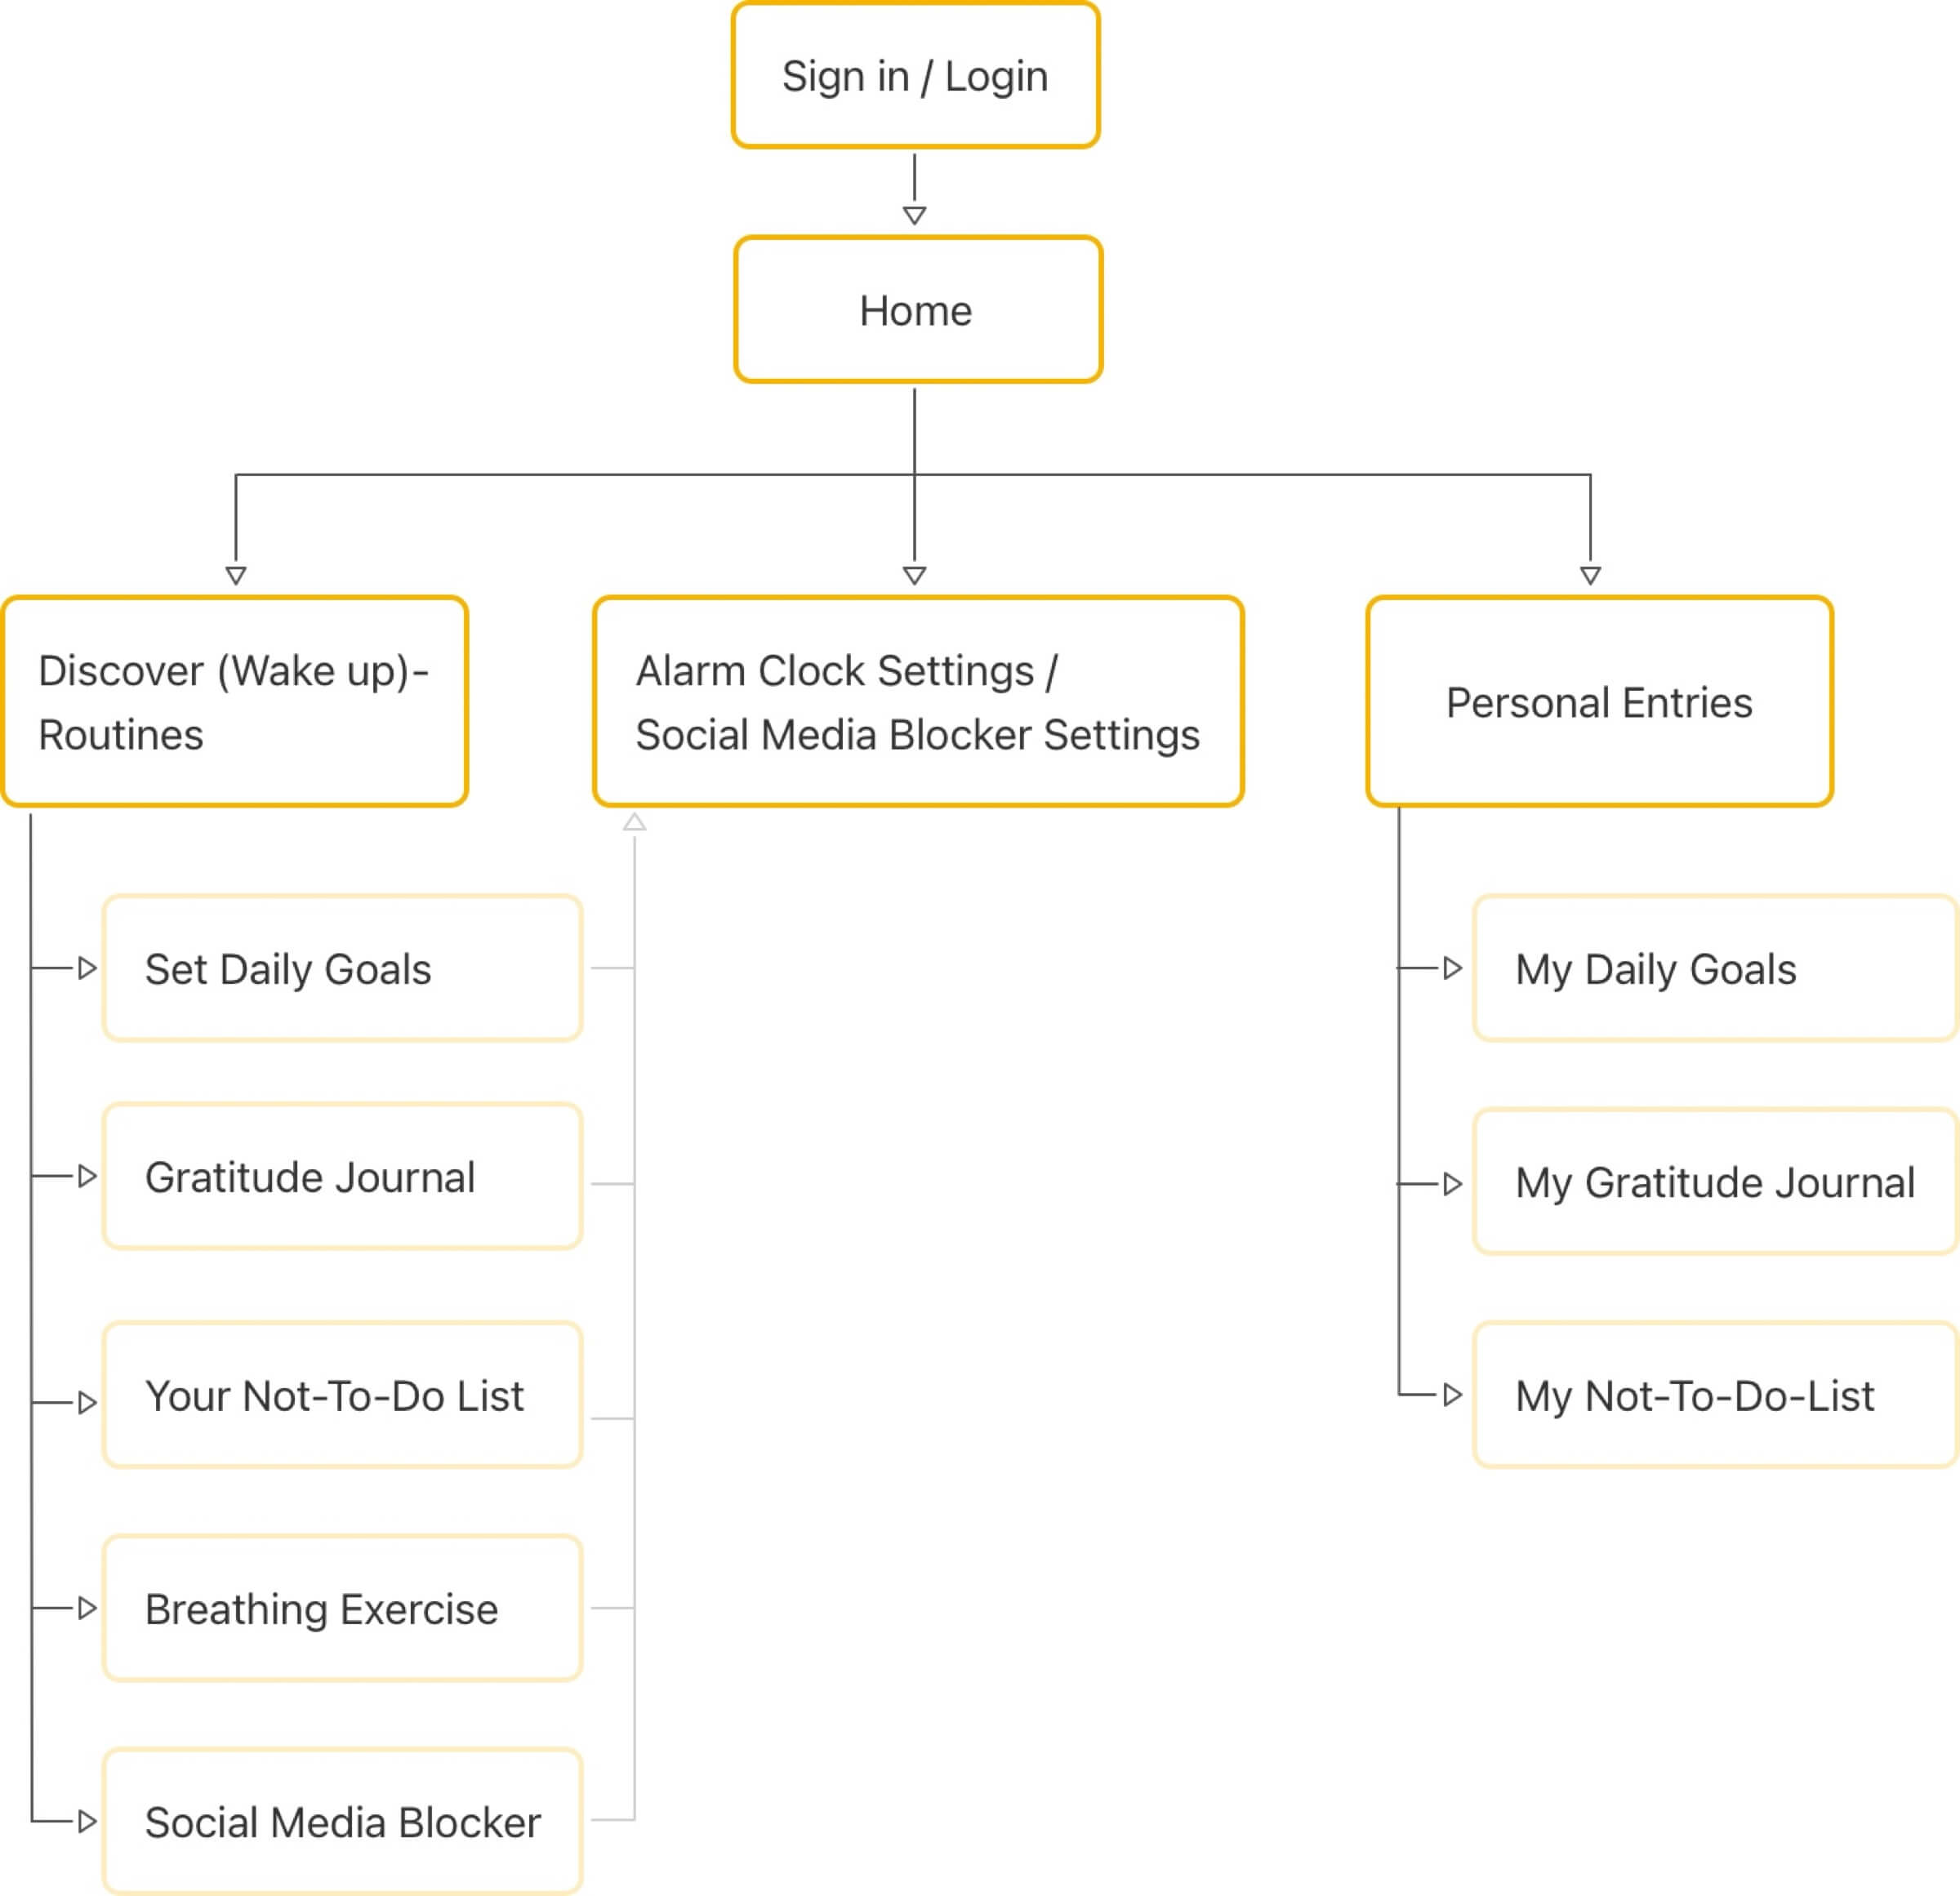 Sign in / Login
Home
Discover (Wake up)-
Routines
Alarm Clock Settings /
Social Media Blocker Settings
Personal Entries
Set Daily Goals
Gratitude Journal
Your Not-To-Do List
Breathing Exercise
Social Media Blocker
My Daily Goals
My Gratitude Journal
My Not-To-Do-List